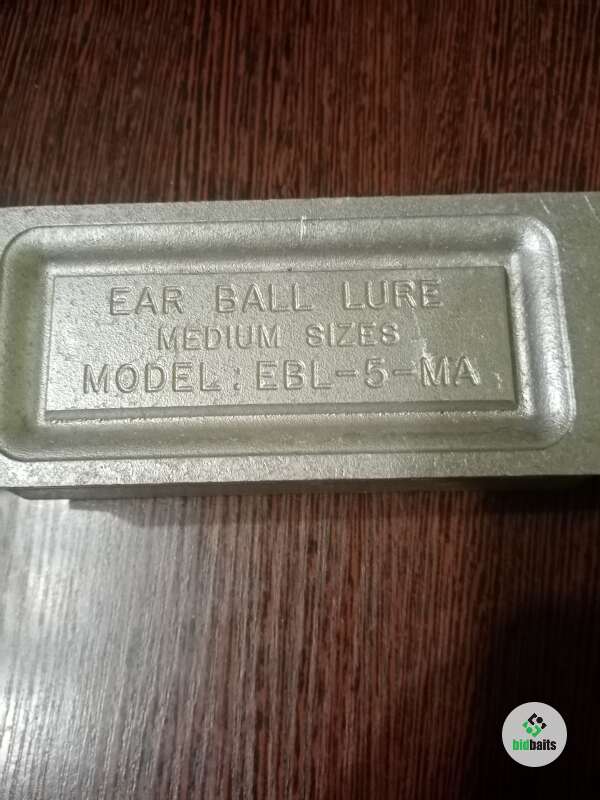 EAR BALL LURE
MEDIUM SIZES
MODEL: EBL-5-MA
bidbaits